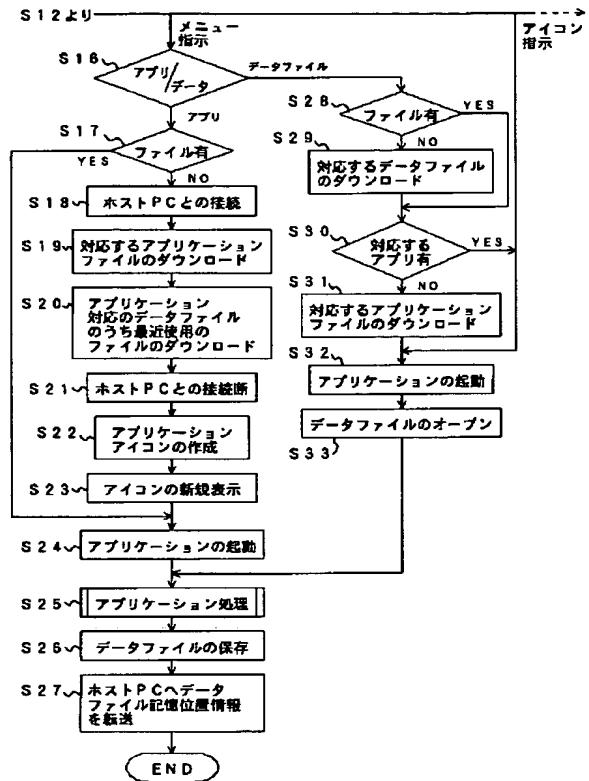 S12より
メニュー
指示
アイコン
指示
S16
アプリ
/データ
データファイル
アプリ
S17
ファイル有
YES
NO
S18
ホストPCとの接続
S19
対応するアプリケーション
ファイルのダウンロード
S20
アプリケーション
対応のデータファイル
のうち最近使用の
ファイルのダウンロード
S21
ホストPCとの接続断
S22
アプリケーション
アイコンの作成
S23
アイコンの新規表示
S24
アプリケーションの起動
S25
アプリケーション処理
S26
データファイルの保存
S27
ホストPCへデータ
ファイル記憶位置情報
を転送
END
S28
ファイル有
YES
NO
S29
対応するデータファイル
のダウンロード
S30
対応する
アプリ有
YES
NO
S31
対応するアプリケーション
ファイルのダウンロード
S32
アプリケーションの起動
データファイルのオープン
S33